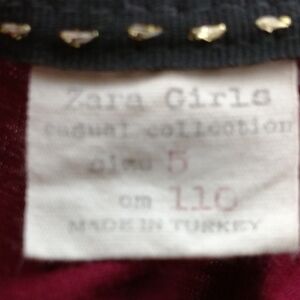 Zara Girls
casual collection
size 5
cm 110
MADE IN TURKEY